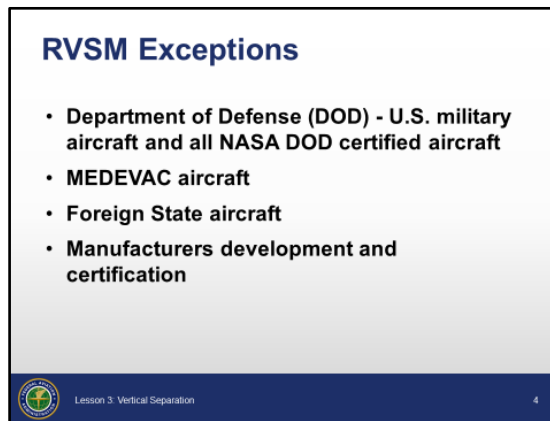 RVSM Exceptions
• Department of Defense (DOD) - U.S. military
aircraft and all NASA DOD certified aircraft
• MEDEVAC aircraft
• Foreign State aircraft
• Manufacturers development and
certification
Lesson 3: Vertical Separation
4